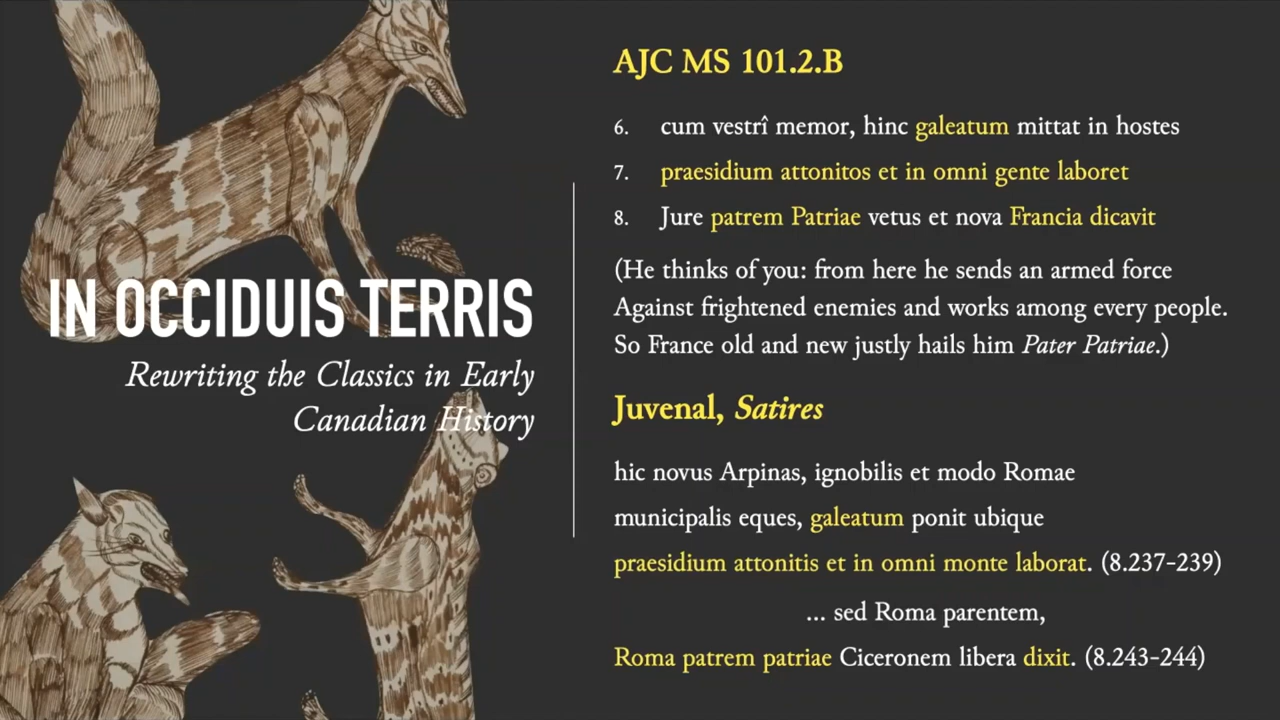 IN OCCIDUIS TERRIS
Rewriting the Classics in Early
Canadian History
AJC MS 101.2.B
6. cum vestrî memor, hinc galeatum mittat in hostes
7. praesidium attonitos et in omni gente laboret
8. Jure patrem Patriae vetus et nova Francia dicavit
(He thinks of you: from here he sends an armed force
Against frightened enemies and works among every people.
So France old and new justly hails him Pater Patriae.)
Juvenal, Satires
hic novus Arpinas, ignobilis et modo Romae
municipalis eques, galeatum ponit ubique
praesidium attonitis et in omni monte laborat. (8.237-239)
... sed Roma parentem,
Roma patrem patriae Ciceronem libera dixit. (8.243-244)